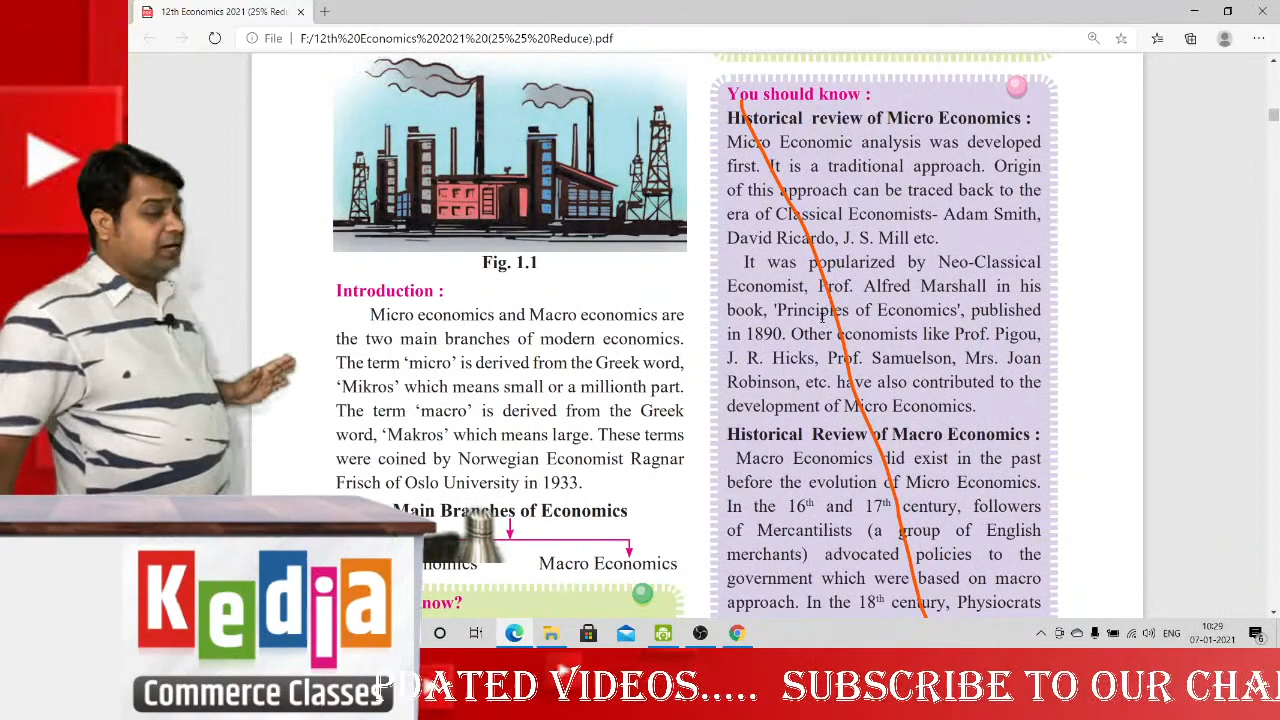 12th Economics 2021 (25% Redu
File
F:/12th%20Economics%202021%20(25%25%20Reduce).pdf
Fig. 1.1
Introduction :
Micro economics and Macro economics are
the two main branches of modern economics.
The term ‘micro’ is derived from the Greek word,
‘Mikros’ which means small or a millionth part.
The term ‘macro’ is derived from the Greek
word, ‘Makros’ which means large. These terms
were coined by Norwegian Economist Ragnar
Frisch of Oslo University in 1933.
Main Branches of Economics
nomics
acro Economics
now?
You should know :
Historical review of Micro Economics :
Micro Economic analysis was developed
first. It is a traditional approach. Origin
of this approach can be traced back to the
era of Classical Economists- Adam Smith,
David Ricardo, J. S. Mill etc.
It was popularized by Neo-Classical
Economist, Prof. Alfred Marshall in his
book ‘Principles of Economics’ published
in 1890. Other economists like Prof. Pigou,
J. R. Hicks, Prof. Samuelson, Mrs. Joan
Robinson, etc. have also contributed to the
development of Micro Economics.
Historical Review of Macro Economics:
Macro Economics did exist in the past
before the evolution of Micro Economics.
In the 16th and 17th century, followers
of Mercantilists (a group of English
merchants) advocated policies to the
government which were based on macro
approach. In the 18th century, Physiocrats
ENG
10:29
07-01-2021
Kedia
Commerce Classes
PDATED VIDEOS..... SUBSCRIBE TO OUR CHA